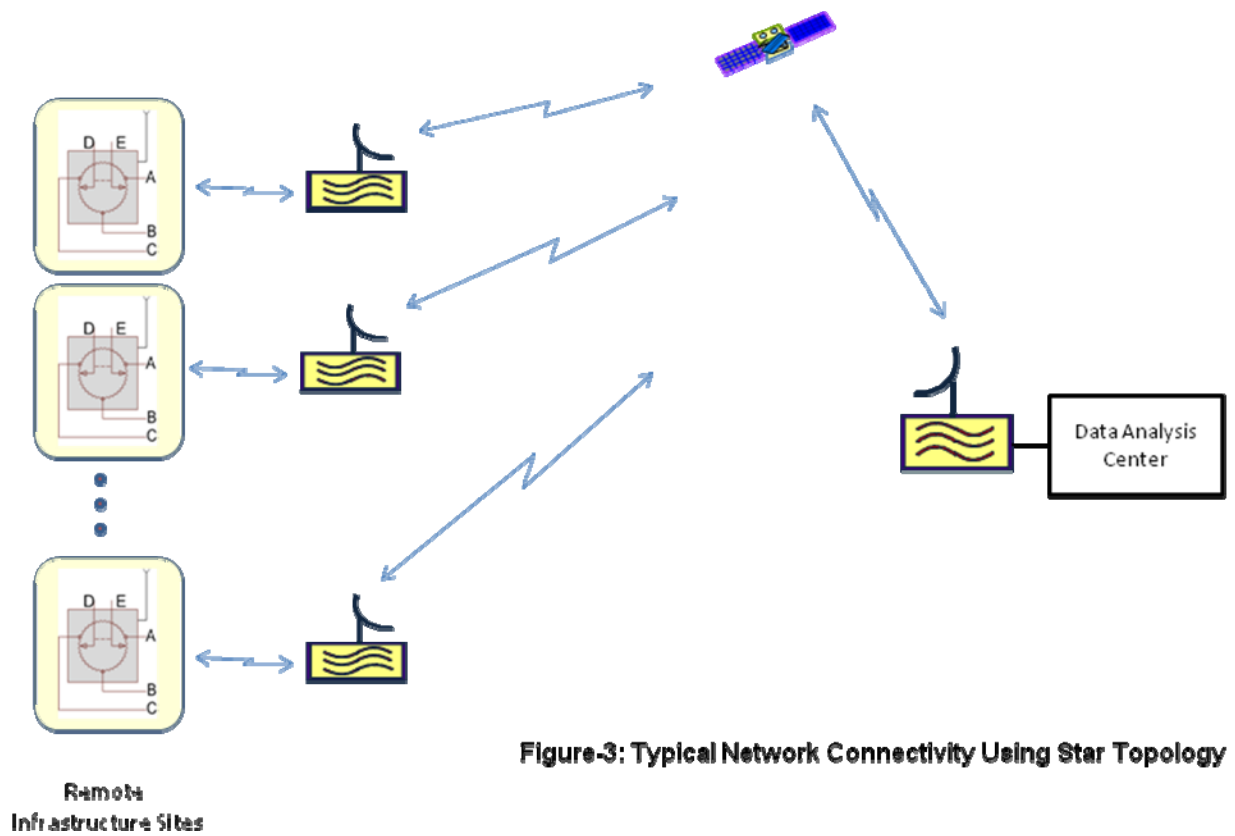 D E
A
B
C
D E
A
B
C
Data Analysis
Center
D E
A
B
C
Figure-3: Typical Network Connectivity Using Star Topology
Remote
Infrastructure Sites